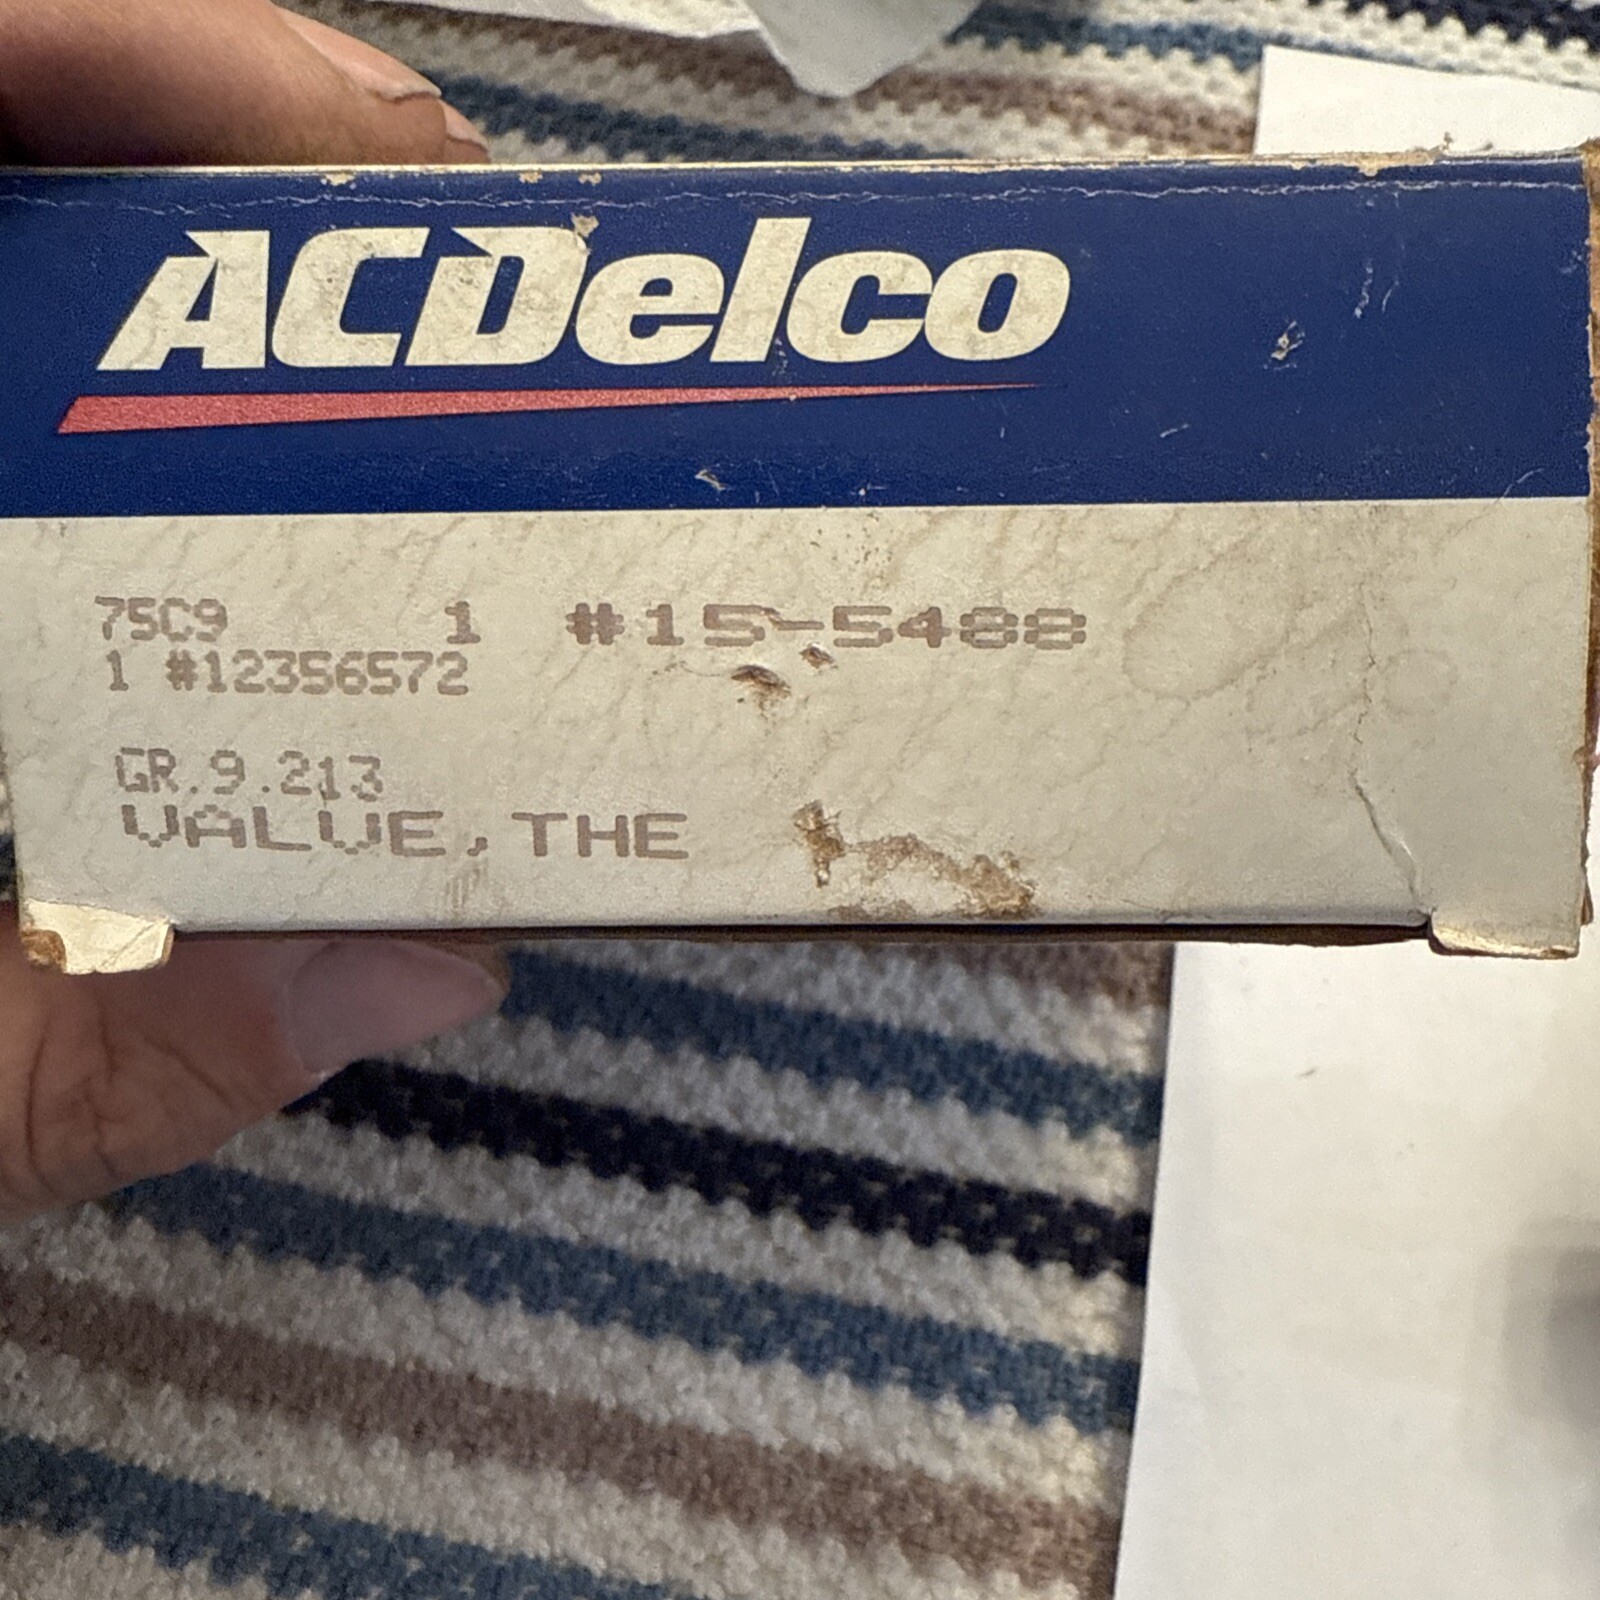 ACDelco
75C9 1 #15-5488
1 #12356572
GR.9.213
VALVE,THE